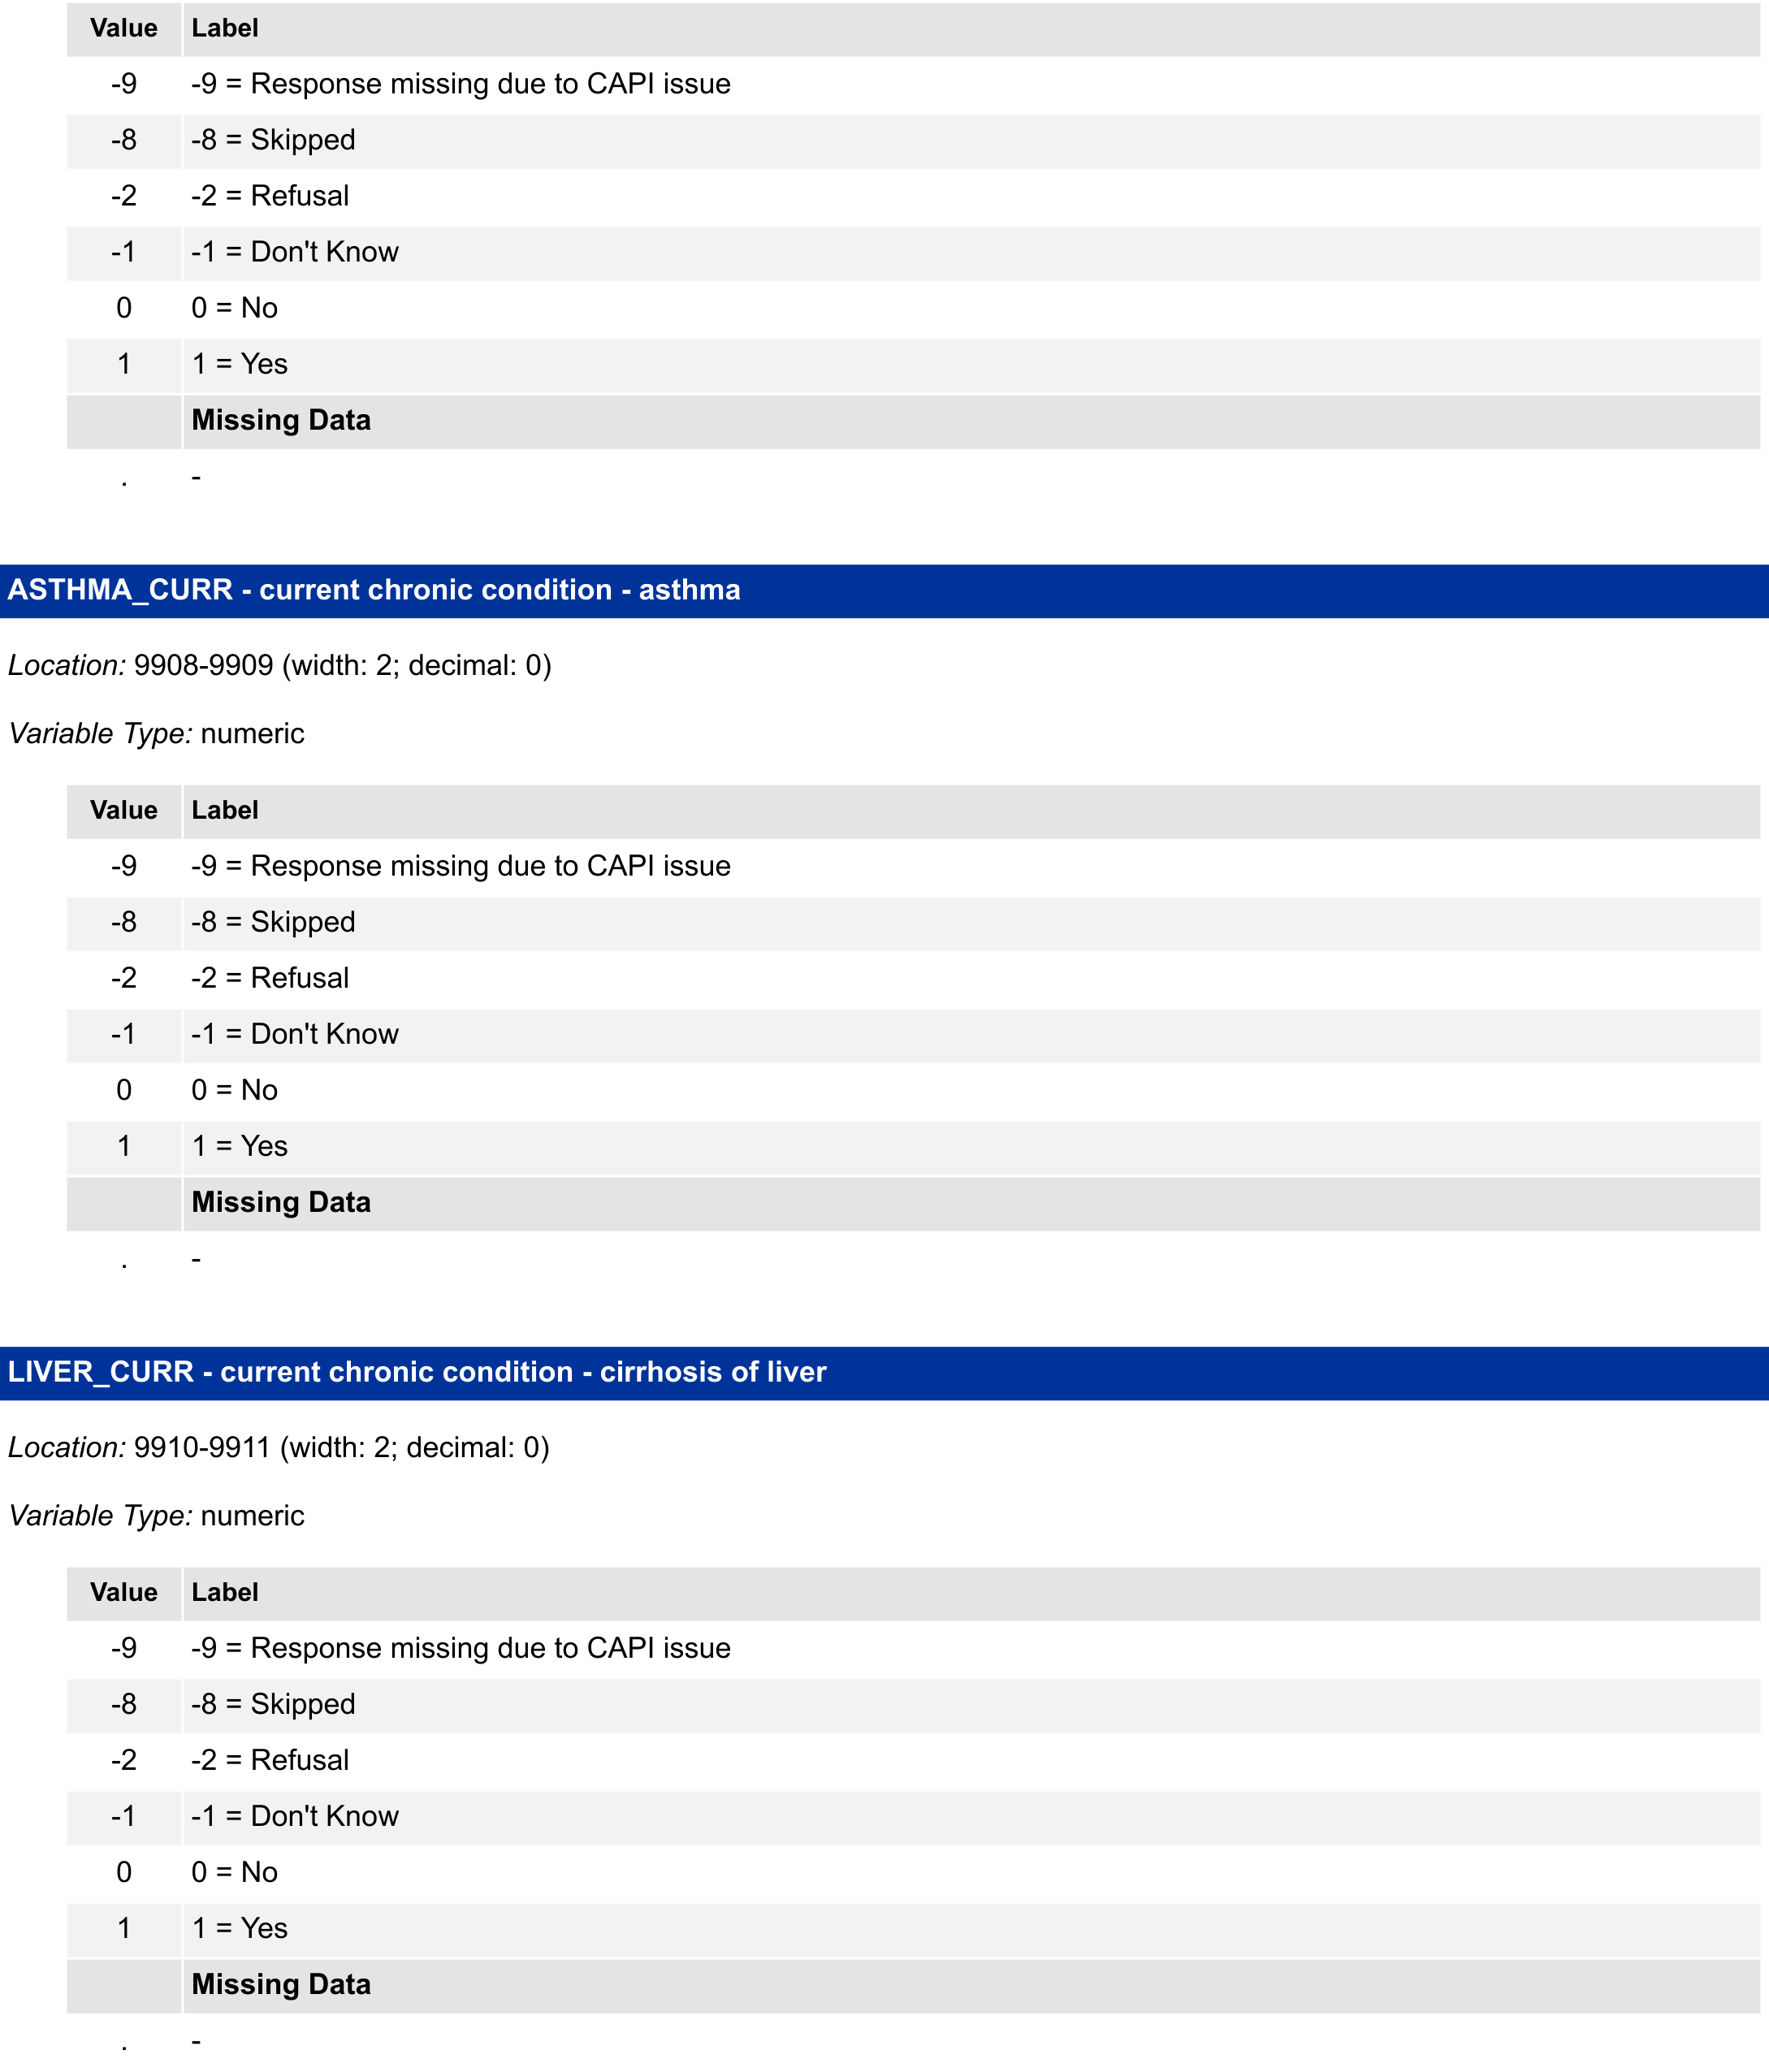 Value Label
-9 -9 = Response missing due to CAPI issue
-8 -8 = Skipped
-2 -2 = Refusal
-1 -1 = Don't Know
0 0 = No
1 1 = Yes
Missing Data
. -
ASTHMA_CURR - current chronic condition - asthma
Location: 9908-9909 (width: 2; decimal: 0)
Variable Type: numeric
Value Label
-9 -9 = Response missing due to CAPI issue
-8 -8 = Skipped
-2 -2 = Refusal
-1 -1 = Don't Know
0 0 = No
1 1 = Yes
Missing Data
. -
LIVER_CURR - current chronic condition - cirrhosis of liver
Location: 9910-9911 (width: 2; decimal: 0)
Variable Type: numeric
Value Label
-9 -9 = Response missing due to CAPI issue
-8 -8 = Skipped
-2 -2 = Refusal
-1 -1 = Don't Know
0 0 = No
1 1 = Yes
Missing Data
. -